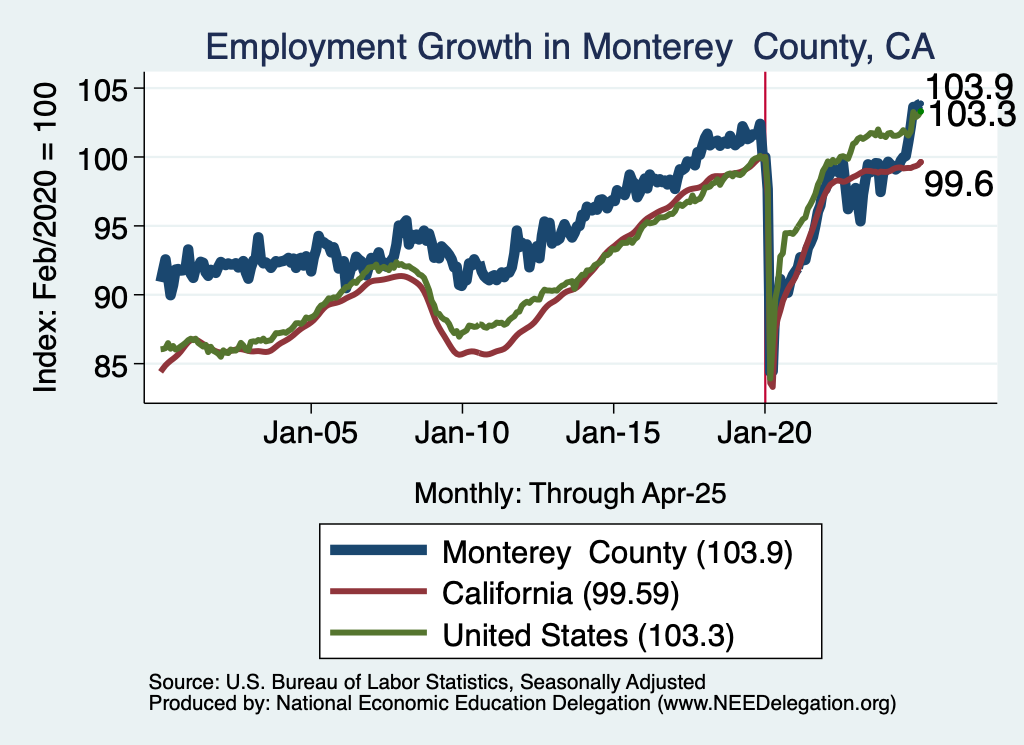 Employment Growth in Monterey  County, CA
Index: Feb/2020 = 100
105
100
95
90
85
103.9
103.3
99.6
Jan-05 Jan-10 Jan-15 Jan-20
Monthly: Through Apr-25
Monterey  County (103.9)
California (99.59)
United States (103.3)
Source: U.S. Bureau of Labor Statistics, Seasonally Adjusted
Produced by: National Economic Education Delegation (www.NEEDelegation.org)